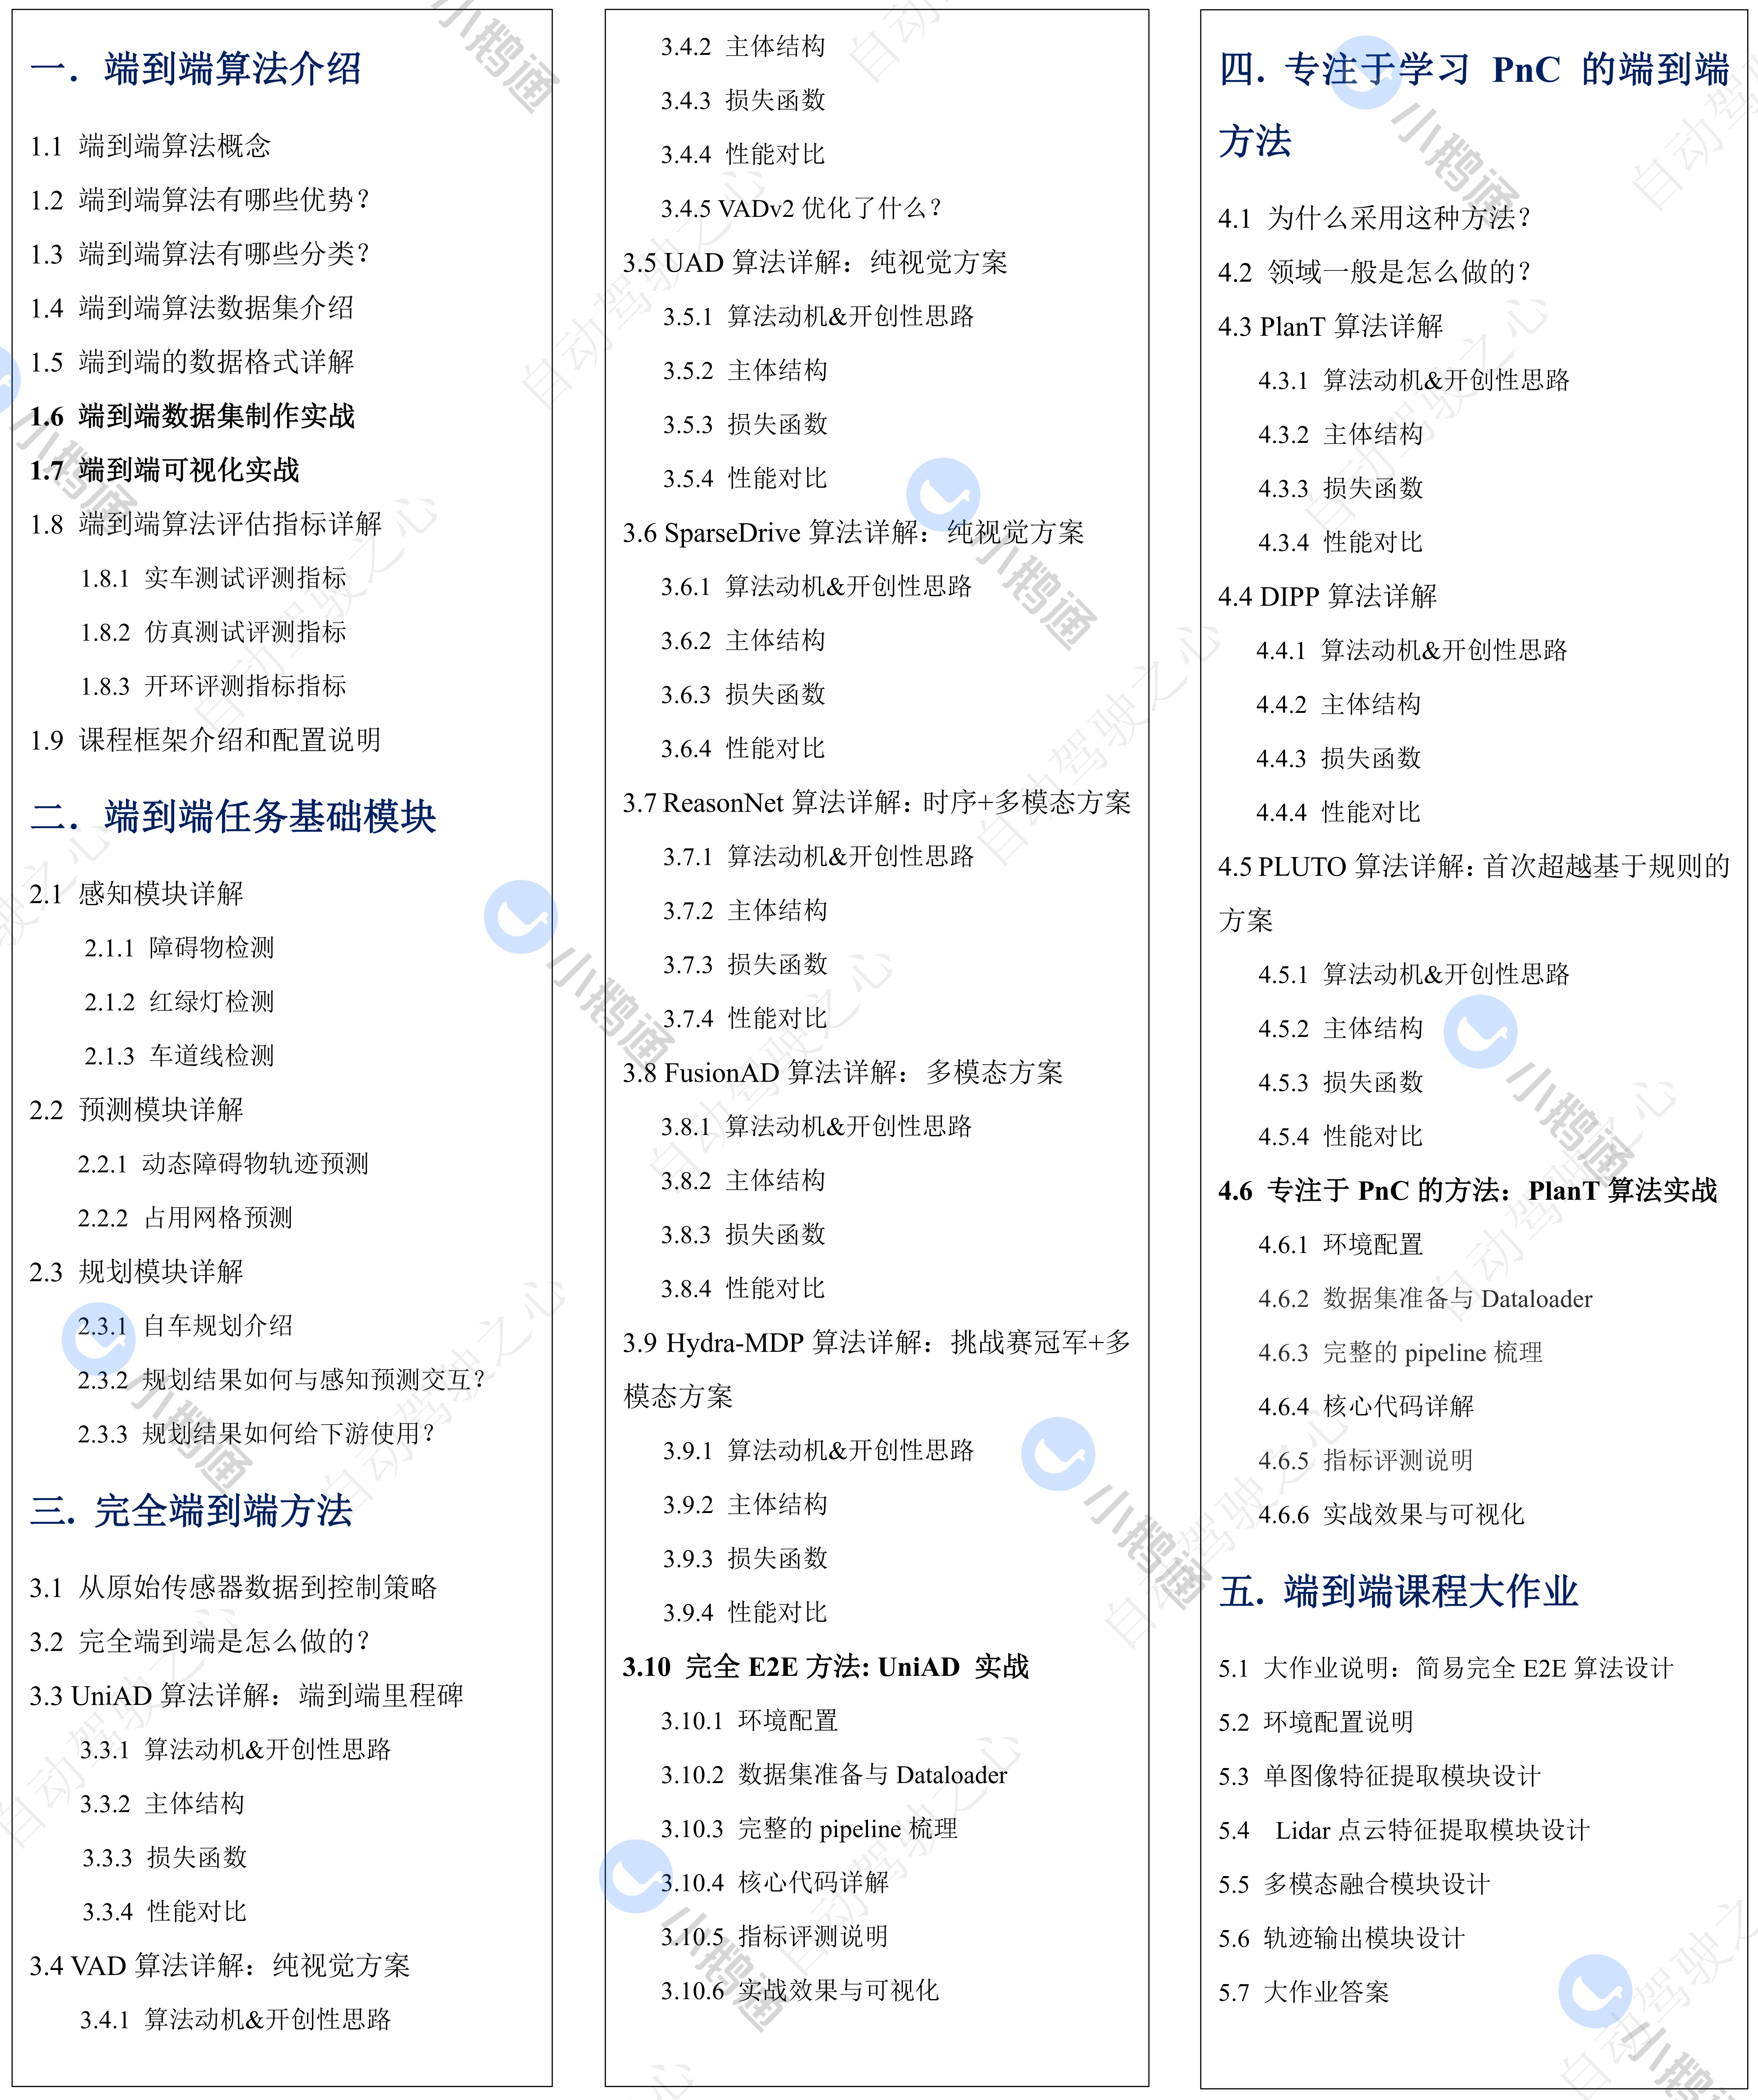 一. 端到端算法介绍
1.1 端到端算法概念
1.2 端到端算法有哪些优势？
1.3 端到端算法有哪些分类？
1.4 端到端算法数据集介绍
1.5 端到端的数据格式详解
1.6 端到端数据集制作实战
1.7 端到端可视化实战
1.8 端到端算法评估指标详解
1.8.1 实车测试评测指标
1.8.2 仿真测试评测指标
1.8.3 开环评测指标指标
1.9 课程框架介绍和配置说明
二. 端到端任务基础模块
2.1 感知模块详解
2.1.1 障碍物检测
2.1.2 红绿灯检测
2.1.3 车道线检测
2.2 预测模块详解
2.2.1 动态障碍物轨迹预测
2.2.2 占用网格预测
2.3 规划模块详解
2.3.1 自车规划介绍
2.3.2 规划结果如何与感知预测交互？
2.3.3 规划结果如何给下游使用？
三. 完全端到端方法
3.1 从原始传感器数据到控制策略
3.2 完全端到端是怎么做的？
3.3 UniAD 算法详解：端到端里程碑
3.3.1 算法动机&开创性思路
3.3.2 主体结构
3.3.3 损失函数
3.3.4 性能对比
3.4 VAD 算法详解：纯视觉方案
3.4.1 算法动机&开创性思路
3.4.2 主体结构
3.4.3 损失函数
3.4.4 性能对比
3.4.5 VADv2 优化了什么？
3.5 UAD 算法详解：纯视觉方案
3.5.1 算法动机&开创性思路
3.5.2 主体结构
3.5.3 损失函数
3.5.4 性能对比
3.6 SparseDrive 算法详解：纯视觉方案
3.6.1 算法动机&开创性思路
3.6.2 主体结构
3.6.3 损失函数
3.6.4 性能对比
3.7 ReasonNet 算法详解：时序+多模态方案
3.7.1 算法动机&开创性思路
3.7.2 主体结构
3.7.3 损失函数
3.7.4 性能对比
3.8 FusionAD 算法详解：多模态方案
3.8.1 算法动机&开创性思路
3.8.2 主体结构
3.8.3 损失函数
3.8.4 性能对比
3.9 Hydra-MDP 算法详解：挑战赛冠军+多
模态方案
3.9.1 算法动机&开创性思路
3.9.2 主体结构
3.9.3 损失函数
3.9.4 性能对比
3.10 完全 E2E 方法: UniAD 实战
3.10.1 环境配置
3.10.2 数据集准备与 Dataloader
3.10.3 完整的 pipeline 梳理
3.10.4 核心代码详解
3.10.5 指标评测说明
3.10.6 实战效果与可视化
四. 专注于学习 PnC 的端到端
方法
4.1 为什么采用这种方法？
4.2 领域一般是怎么做的？
4.3 PlanT 算法详解
4.3.1 算法动机&开创性思路
4.3.2 主体结构
4.3.3 损失函数
4.3.4 性能对比
4.4 DIPP 算法详解
4.4.1 算法动机&开创性思路
4.4.2 主体结构
4.4.3 损失函数
4.4.4 性能对比
4.5 PLUTO 算法详解：首次超越基于规则的
方案
4.5.1 算法动机&开创性思路
4.5.2 主体结构
4.5.3 损失函数
4.5.4 性能对比
4.6 专注于 PnC 的方法：PlanT 算法实战
4.6.1 环境配置
4.6.2 数据集准备与 Dataloader
4.6.3 完整的 pipeline 梳理
4.6.4 核心代码详解
4.6.5 指标评测说明
4.6.6 实战效果与可视化
五. 端到端课程大作业
5.1 大作业说明：简易完全 E2E 算法设计
5.2 环境配置说明
5.3 单图像特征提取模块设计
5.4 Lidar 点云特征提取模块设计
5.5 多模态融合模块设计
5.6 轨迹输出模块设计
5.7 大作业答案
小鹅通
自动驾驶之心